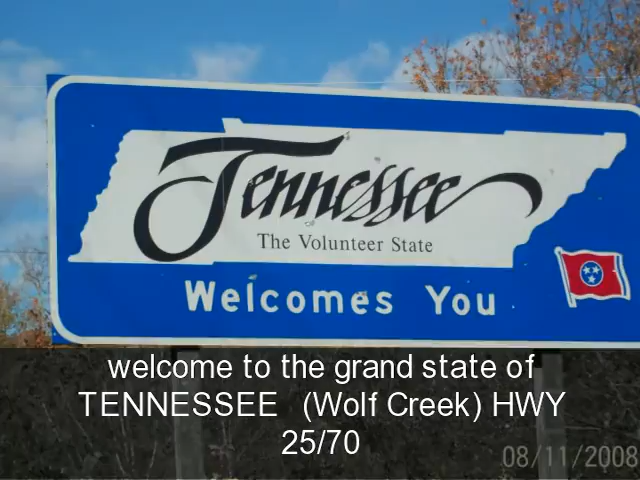 Tennessee
The Volunteer State
Welcomes You
welcome to the grand state of
TENNESSEE (Wolf Creek) HWY
25/70
08/11/2008